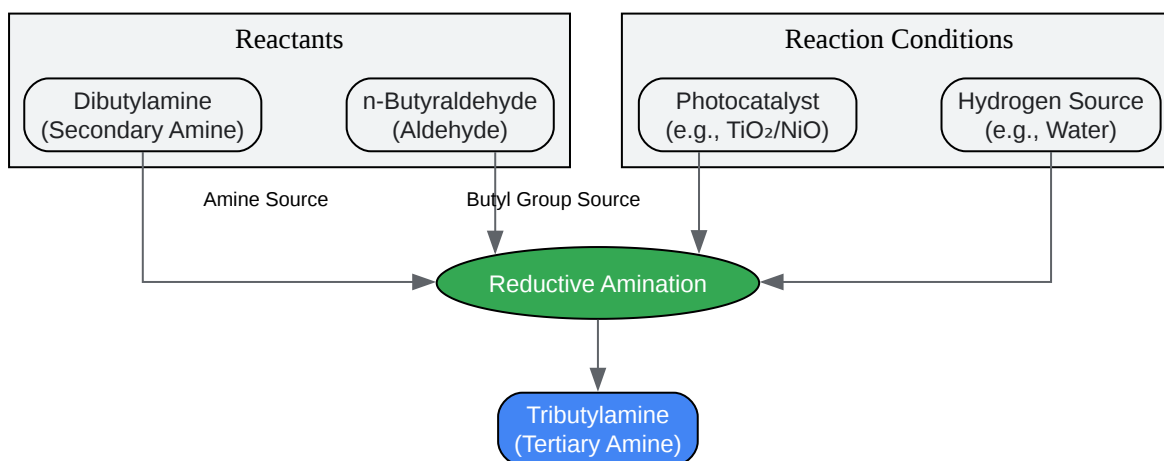 Reactants
Reaction Conditions
Dibutylamine
(Secondary Amine)
n-Butyraldehyde
(Aldehyde)
Photocatalyst
(e.g., TiO₂/NiO)
Hydrogen Source
(e.g., Water)
Amine Source
Butyl Group Source
Reductive Amination
Tributylamine
(Tertiary Amine)